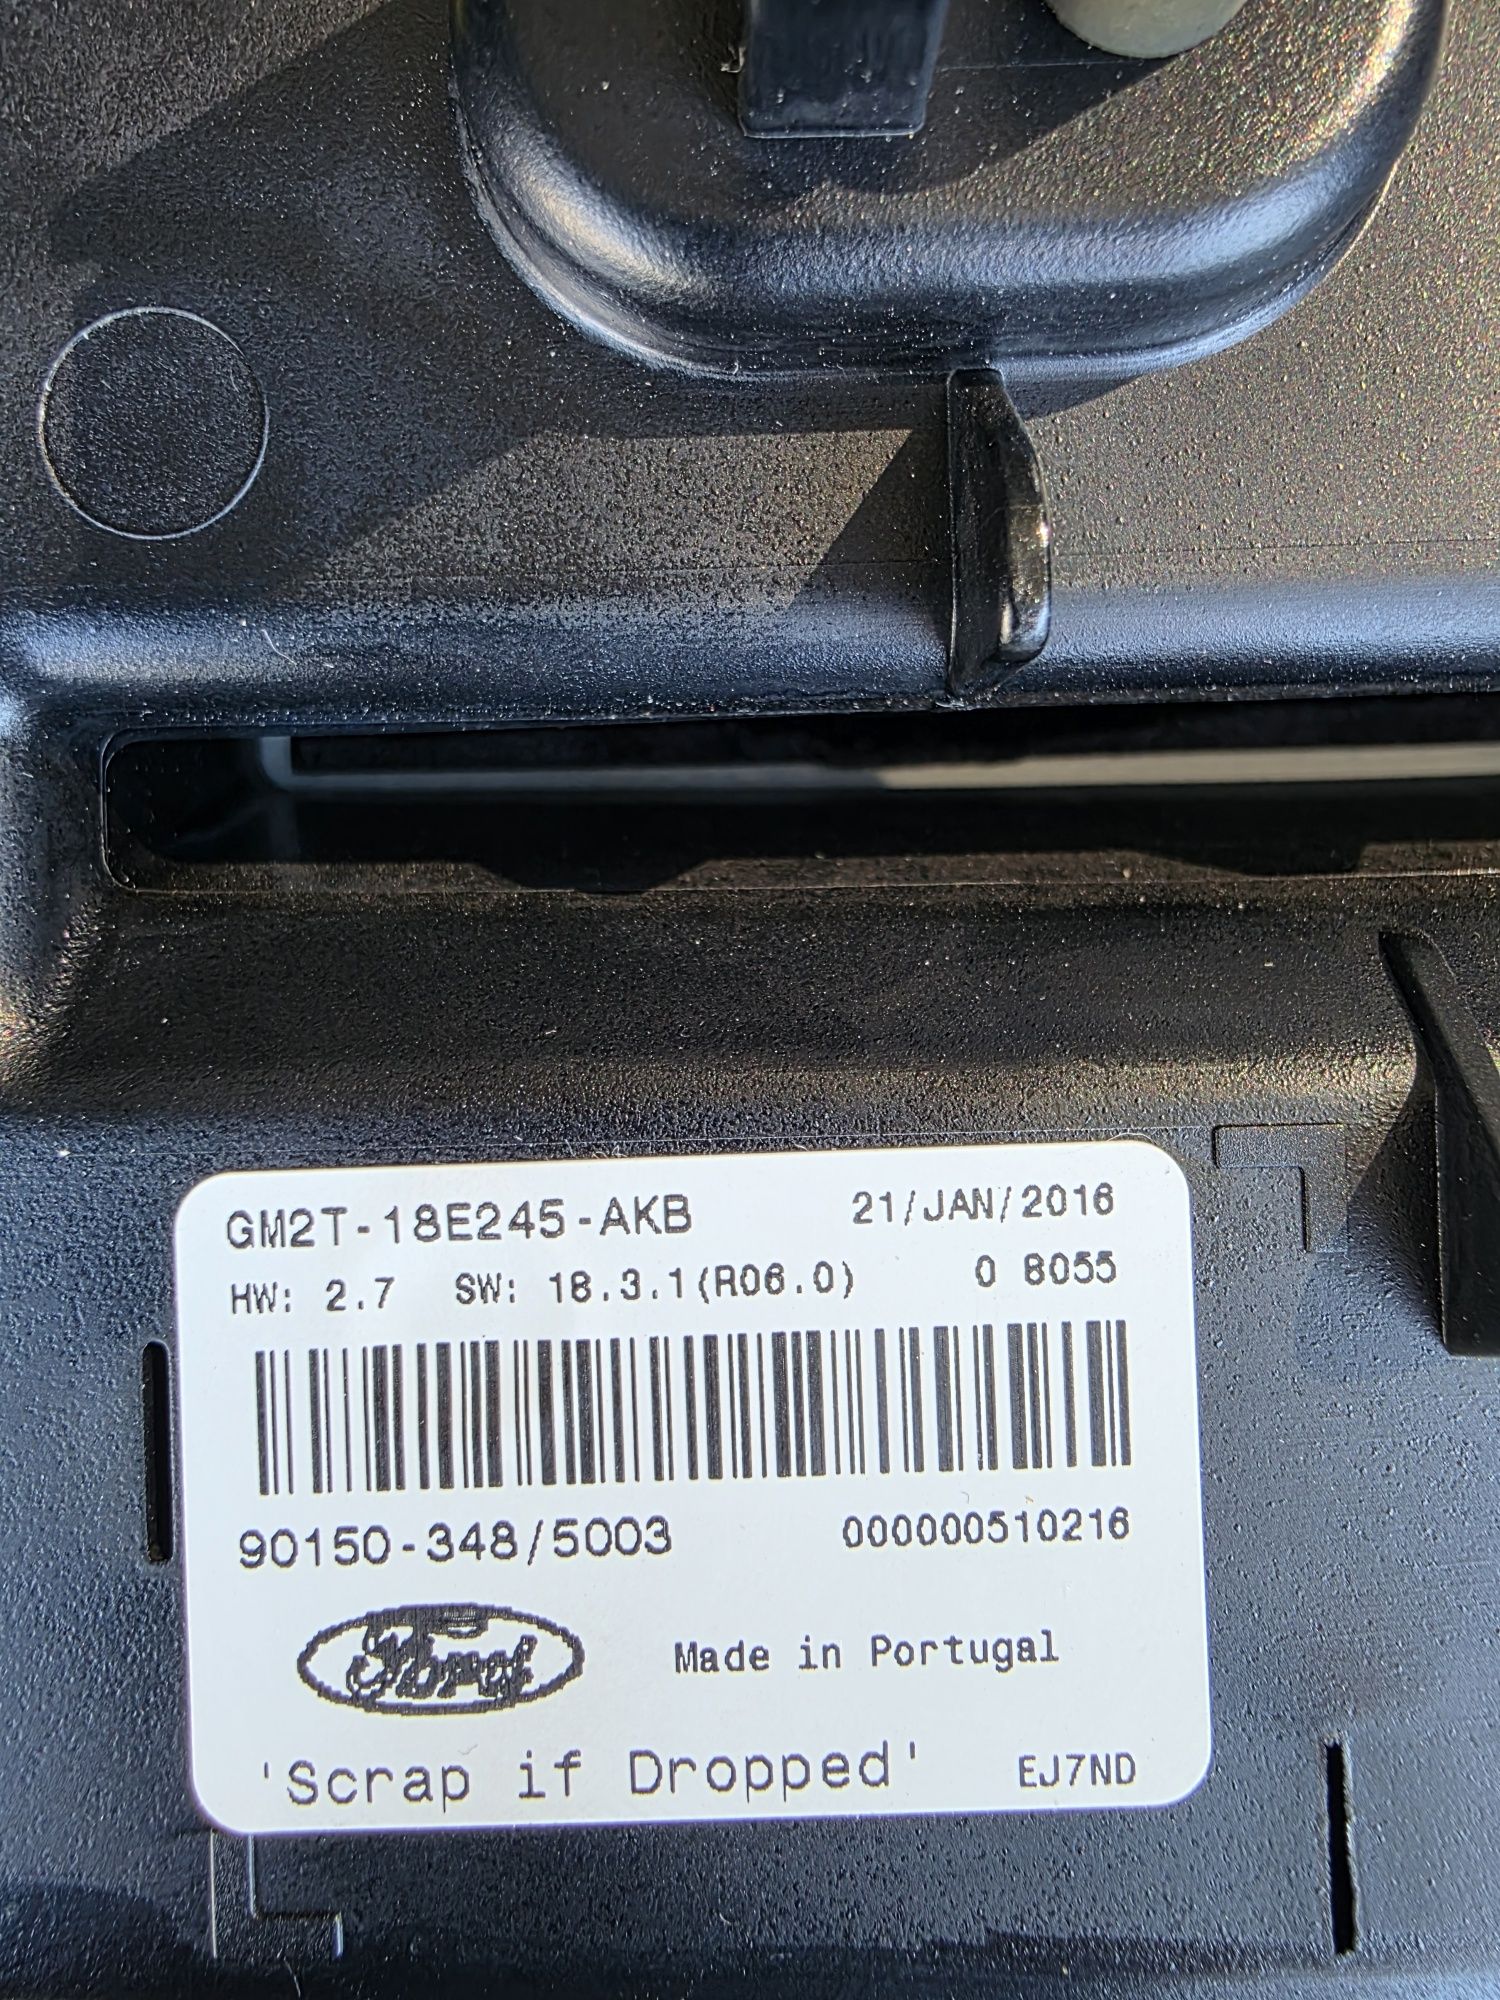 GM2T-18E245-AKB 21/JAN/2016
HW: 2.7 SW: 18.3.1(R06.0) 0 8055
90150-348/5003 000000510216
Ford Made in Portugal
'Scrap if Dropped' EJ7ND